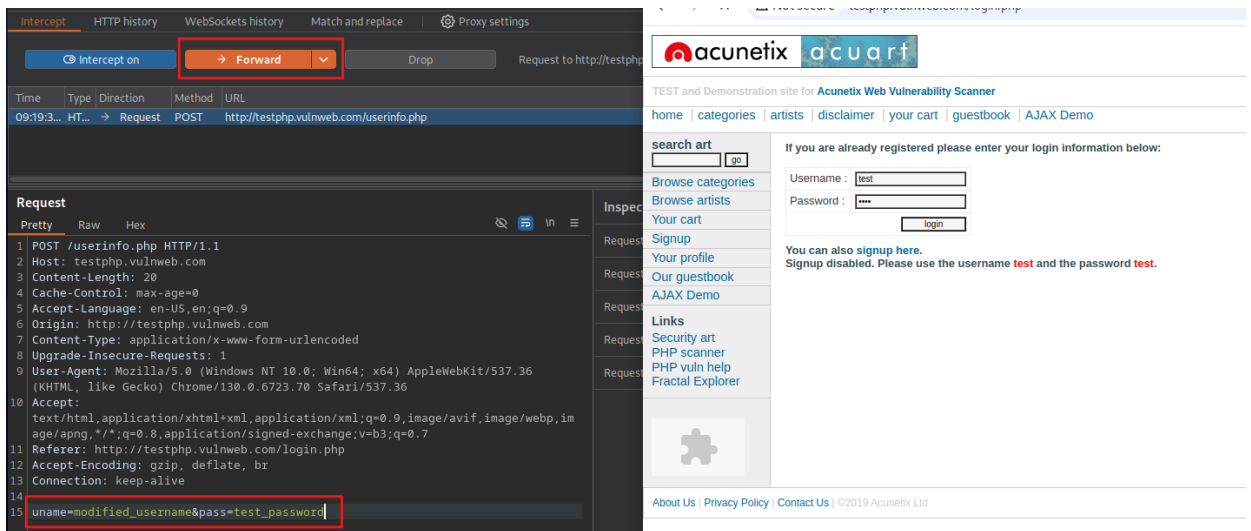 Intercept HTTP history WebSockets history Match and replace Proxy settings
Intercept on Forward Drop Request to http://testphp
Time Type Direction Method URL
09:19:3... HT... → Request POST http://testphp.vulnweb.com/userinfo.php
Request
Pretty Raw Hex \n
1 POST /userinfo.php HTTP/1.1
2 Host: testphp.vulnweb.com
3 Content-Length: 20
4 Cache-Control: max-age=0
5 Accept-Language: en-US,en;q=0.9
6 Origin: http://testphp.vulnweb.com
7 Content-Type: application/x-www-form-urlencoded
8 Upgrade-Insecure-Requests: 1
9 User-Agent: Mozilla/5.0 (Windows NT 10.0; Win64; x64) AppleWebKit/537.36
(KHTML, like Gecko) Chrome/130.0.6723.70 Safari/537.36
10 Accept:
text/html,application/xhtml+xml,application/xml;q=0.9,image/avif,image/webp,im
age/apng,*/*;q=0.8,application/signed-exchange;v=b3;q=0.7
11 Referer: http://testphp.vulnweb.com/login.php
12 Accept-Encoding: gzip, deflate, br
13 Connection: keep-alive
14
15 uname=modified_username&pass=test_password
Inspec
Request
Request
Request
Request
Request
acunetix acuart
TEST and Demonstration site for Acunetix Web Vulnerability Scanner
home | categories | artists | disclaimer | your cart | guestbook | AJAX Demo
search art
go
Browse categories
Browse artists
Your cart
Signup
Your profile
Our guestbook
AJAX Demo
Links
Security art
PHP scanner
PHP vuln help
Fractal Explorer
If you are already registered please enter your login information below:
Username : test
Password : ••••
login
You can also signup here.
Signup disabled. Please use the username test and the password test.
About Us | Privacy Policy | Contact Us | ©2019 Acunetix Ltd